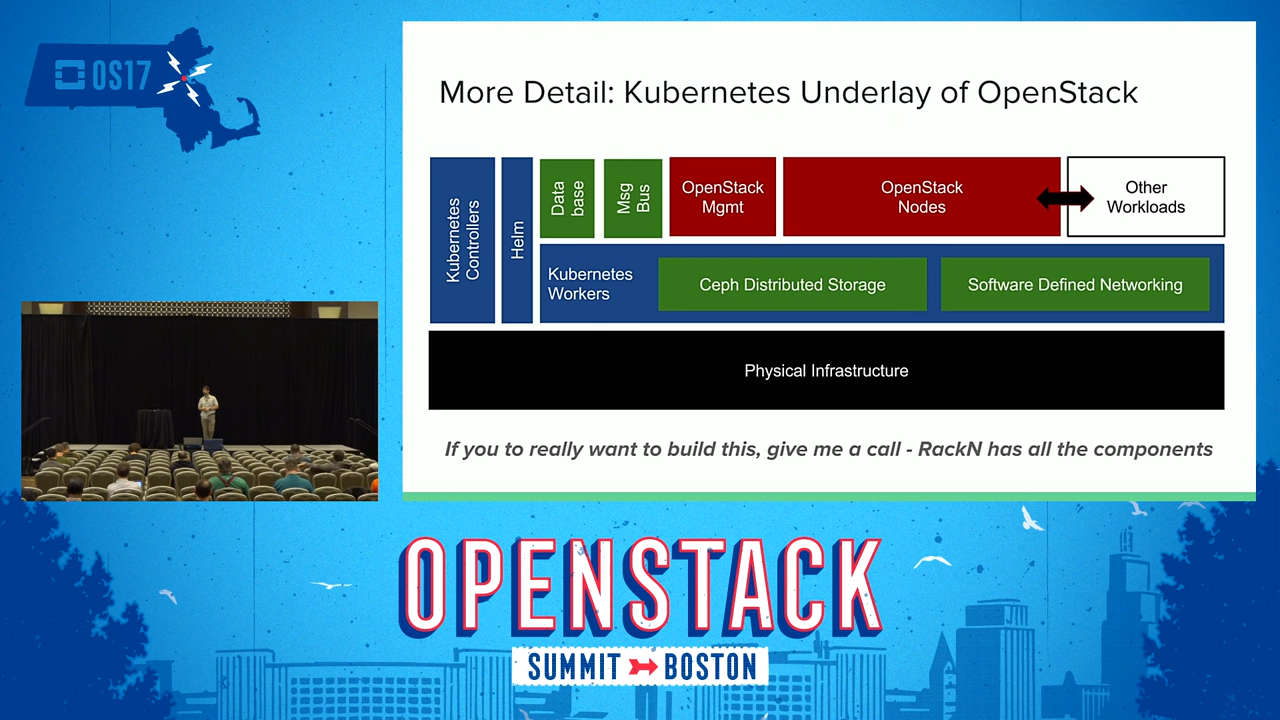 OS17
More Detail: Kubernetes Underlay of OpenStack
Kubernetes
Controllers
Helm
Data
base
Msg
Bus
OpenStack
Mgmt
OpenStack
Nodes
Other
Workloads
Kubernetes
Workers
Ceph Distributed Storage
Software Defined Networking
Physical Infrastructure
If you to really want to build this, give me a call - RackN has all the components
OPENSTACK
SUMMIT BOSTON